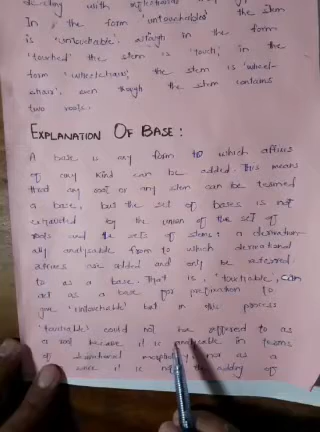 with
In the form 'untouchables' the stem
is 'untouchable', although in the form
'touched' the stem is 'touch'; in the
form 'wheelchairs', the stem is 'wheel-
chair', even though the stem contains
two roots.
EXPLANATION OF BASE:
A base is any form to which affixes
of any kind can be added. This means
that any root or any stem can be termed
a base, but the set of bases is not
exhausted by the union of the set of
roots and the sets of stems: a derivation-
ally analysable form to which derivational
affixes are added and only be referred
to as a base. That is, 'touchable', can
act as a base for prefixation to
give 'untouchable' but in this process
'touchable' could not be referred to as
a root because it is analysable in terms
of derivational morphology nor as a
since it is not the adding of